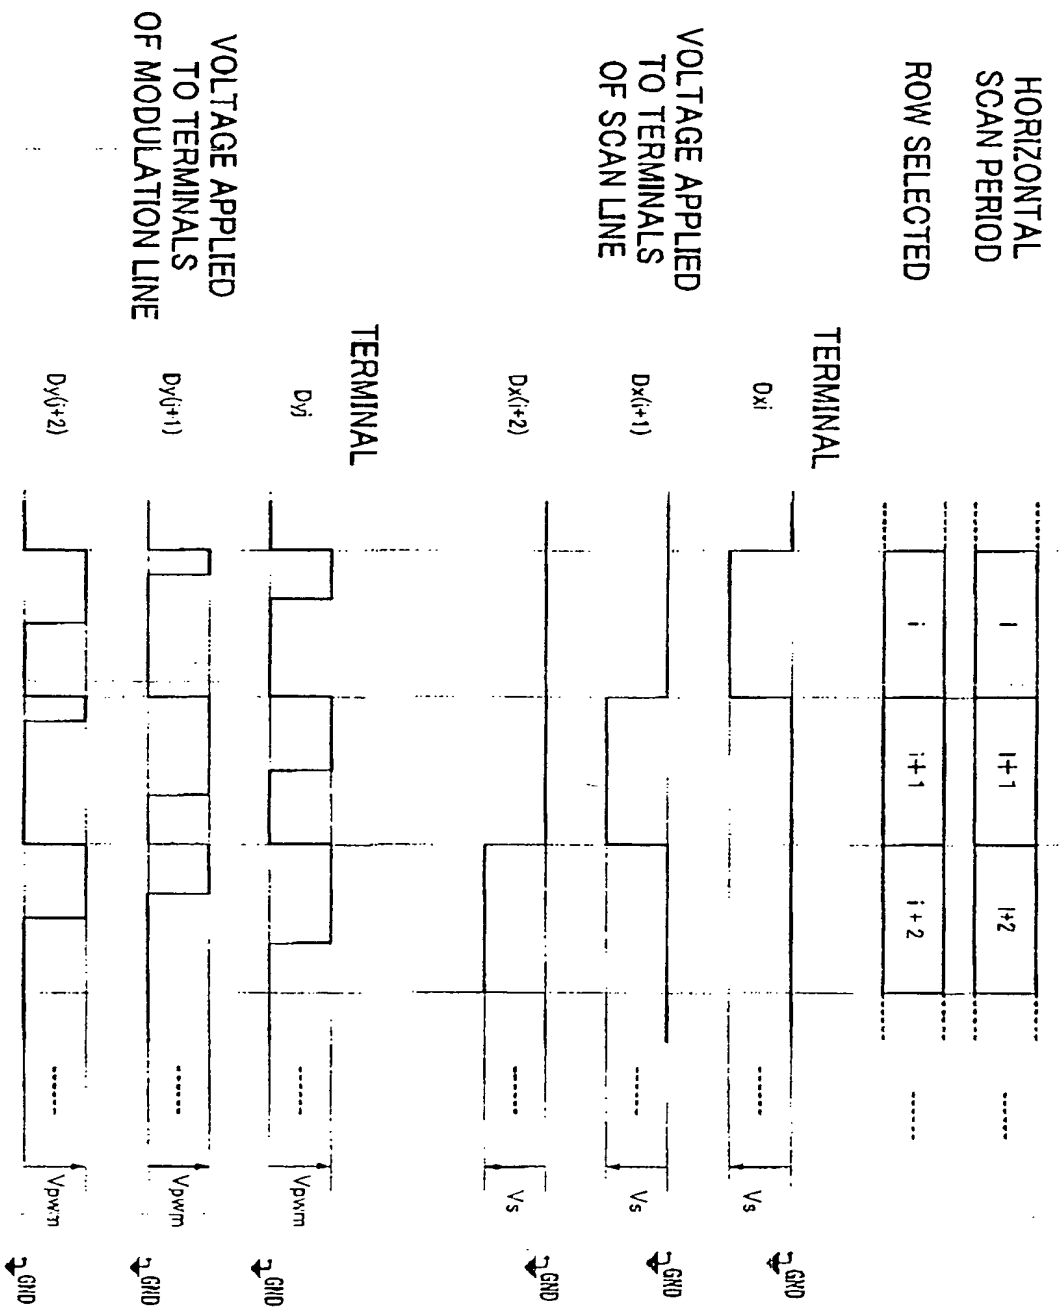 HORIZONTAL
SCAN PERIOD
I
I+1
I+2
ROW SELECTED
i
i+1
i+2
TERMINAL
VOLTAGE APPLIED
TO TERMINALS
OF SCAN LINE
Dxi
Vs
GND
Dx(i+1)
Vs
GND
Dx(i+2)
Vs
GND
TERMINAL
VOLTAGE APPLIED
TO TERMINALS
OF MODULATION LINE
Dyj
Vpwm
GND
Dy(j+1)
Vpwm
GND
Dy(j+2)
Vpwm
GND